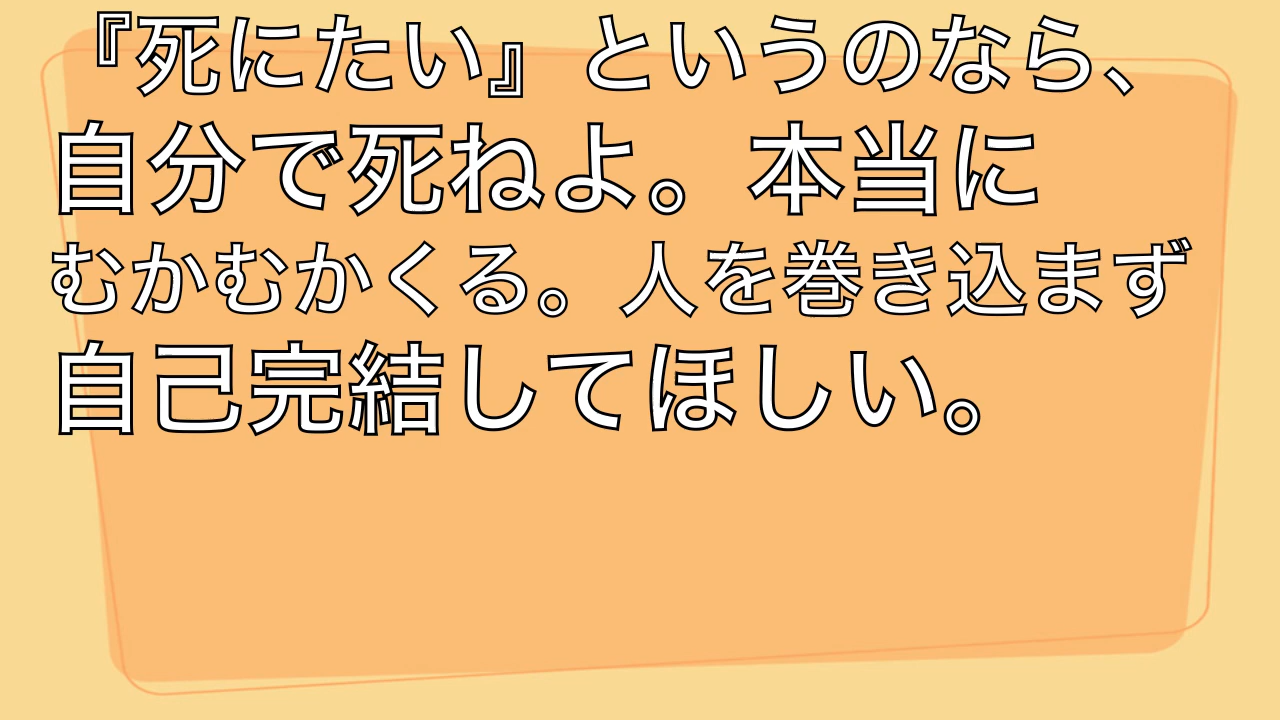 『死にたい』というのなら、
自分で死ねよ。本当に
むかむかくる。人を巻き込まず
自己完結してほしい。